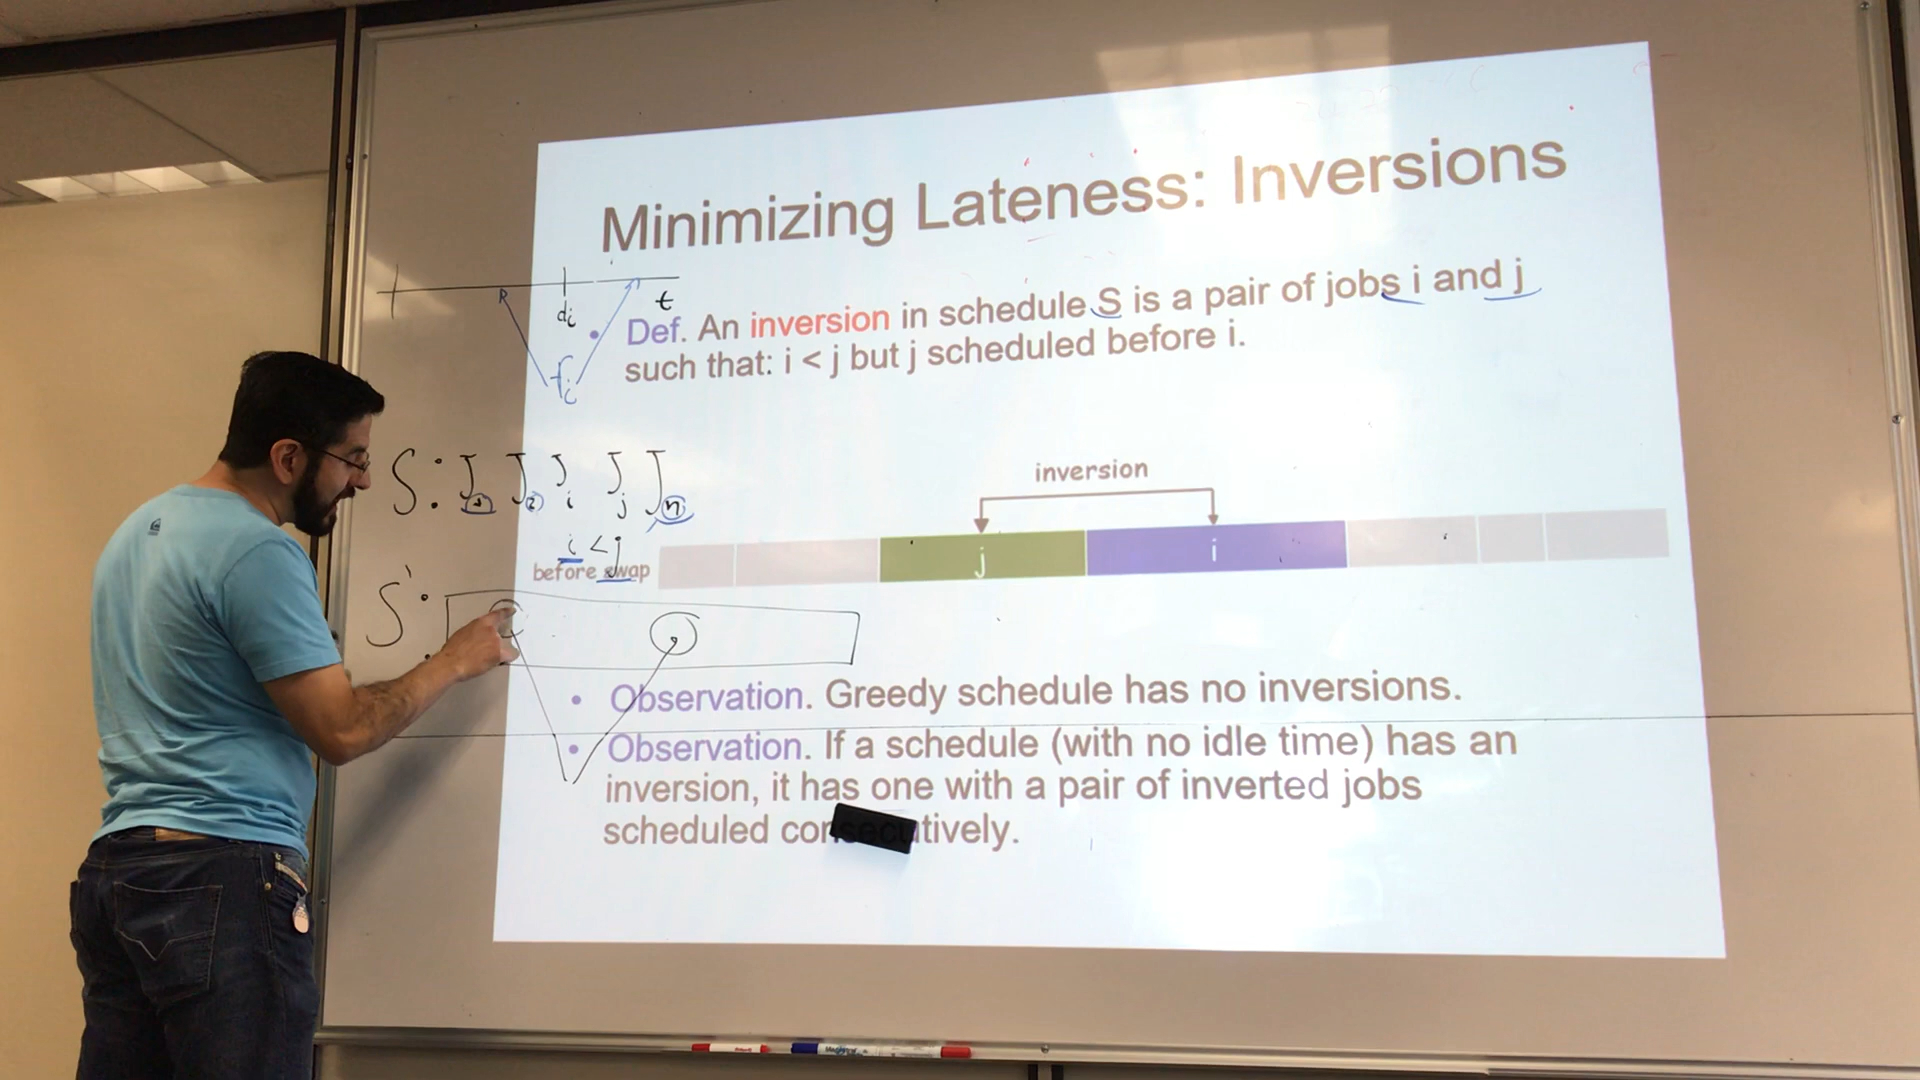 Minimizing Lateness: Inversions
t
di
• Def. An inversion in schedule S is a pair of jobs i and j
such that: i < j but j scheduled before i.
fi
S: J1 J2 Ji Jj Jn
inversion
i < j
j i
before swap
S':
• Observation. Greedy schedule has no inversions.
• Observation. If a schedule (with no idle time) has an
inversion, it has one with a pair of inverted jobs
scheduled consecutively.